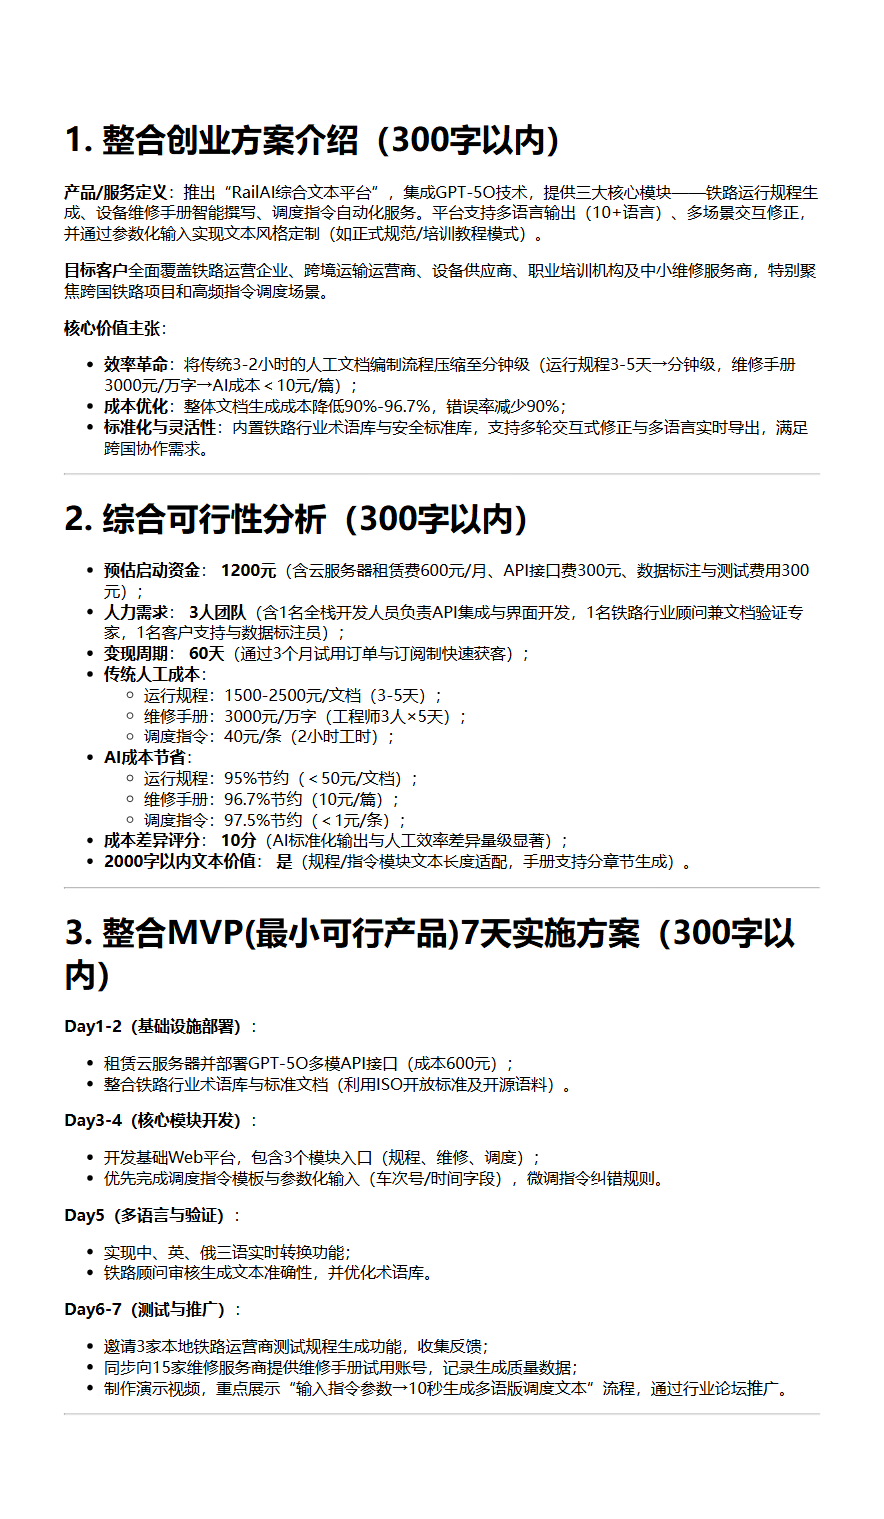 1. 整合创业方案介绍（300字以内）
产品/服务定义：推出“RailAI综合文本平台”，集成GPT-5O技术，提供三大核心模块——铁路运行规程生
成、设备维修手册智能撰写、调度指令自动化服务。平台支持多语言输出（10+语言）、多场景交互修正，
并通过参数化输入实现文本风格定制（如正式规范/培训教程模式）。
目标客户全面覆盖铁路运营企业、跨境运输运营商、设备供应商、职业培训机构及中小维修服务商，特别聚
焦跨国铁路项目和高频指令调度场景。
核心价值主张：
• 效率革命：将传统3-2小时的人工文档编制流程压缩至分钟级（运行规程3-5天→分钟级，维修手册
3000元/万字→AI成本＜10元/篇）；
• 成本优化：整体文档生成成本降低90%-96.7%，错误率减少90%；
• 标准化与灵活性：内置铁路行业术语库与安全标准库，支持多轮交互式修正与多语言实时导出，满足
跨国协作需求。
2. 综合可行性分析（300字以内）
• 预估启动资金： 1200元（含云服务器租赁费600元/月、API接口费300元、数据标注与测试费用300
元）；
• 人力需求： 3人团队（含1名全栈开发人员负责API集成与界面开发，1名铁路行业顾问兼文档验证专
家，1名客户支持与数据标注员）；
• 变现周期： 60天（通过3个月试用订单与订阅制快速获客）；
• 传统人工成本：
◦ 运行规程：1500-2500元/文档（3-5天）；
◦ 维修手册：3000元/万字（工程师3人×5天）；
◦ 调度指令：40元/条（2小时工时）；
• AI成本节省：
◦ 运行规程：95%节约（＜50元/文档）；
◦ 维修手册：96.7%节约（10元/篇）；
◦ 调度指令：97.5%节约（＜1元/条）；
• 成本差异评分： 10分（AI标准化输出与人工效率差异量级显著）；
• 2000字以内文本价值： 是（规程/指令模块文本长度适配，手册支持分章节生成）。
3. 整合MVP(最小可行产品)7天实施方案（300字以
内）
Day1-2（基础设施部署）：
• 租赁云服务器并部署GPT-5O多模API接口（成本600元）；
• 整合铁路行业术语库与标准文档（利用ISO开放标准及开源语料）。
Day3-4（核心模块开发）：
• 开发基础Web平台，包含3个模块入口（规程、维修、调度）；
• 优先完成调度指令模板与参数化输入（车次号/时间字段），微调指令纠错规则。
Day5（多语言与验证）：
• 实现中、英、俄三语实时转换功能；
• 铁路顾问审核生成文本准确性，并优化术语库。
Day6-7（测试与推广）：
• 邀请3家本地铁路运营商测试规程生成功能，收集反馈；
• 同步向15家维修服务商提供维修手册试用账号，记录生成质量数据；
• 制作演示视频，重点展示“输入指令参数→10秒生成多语版调度文本”流程，通过行业论坛推广。